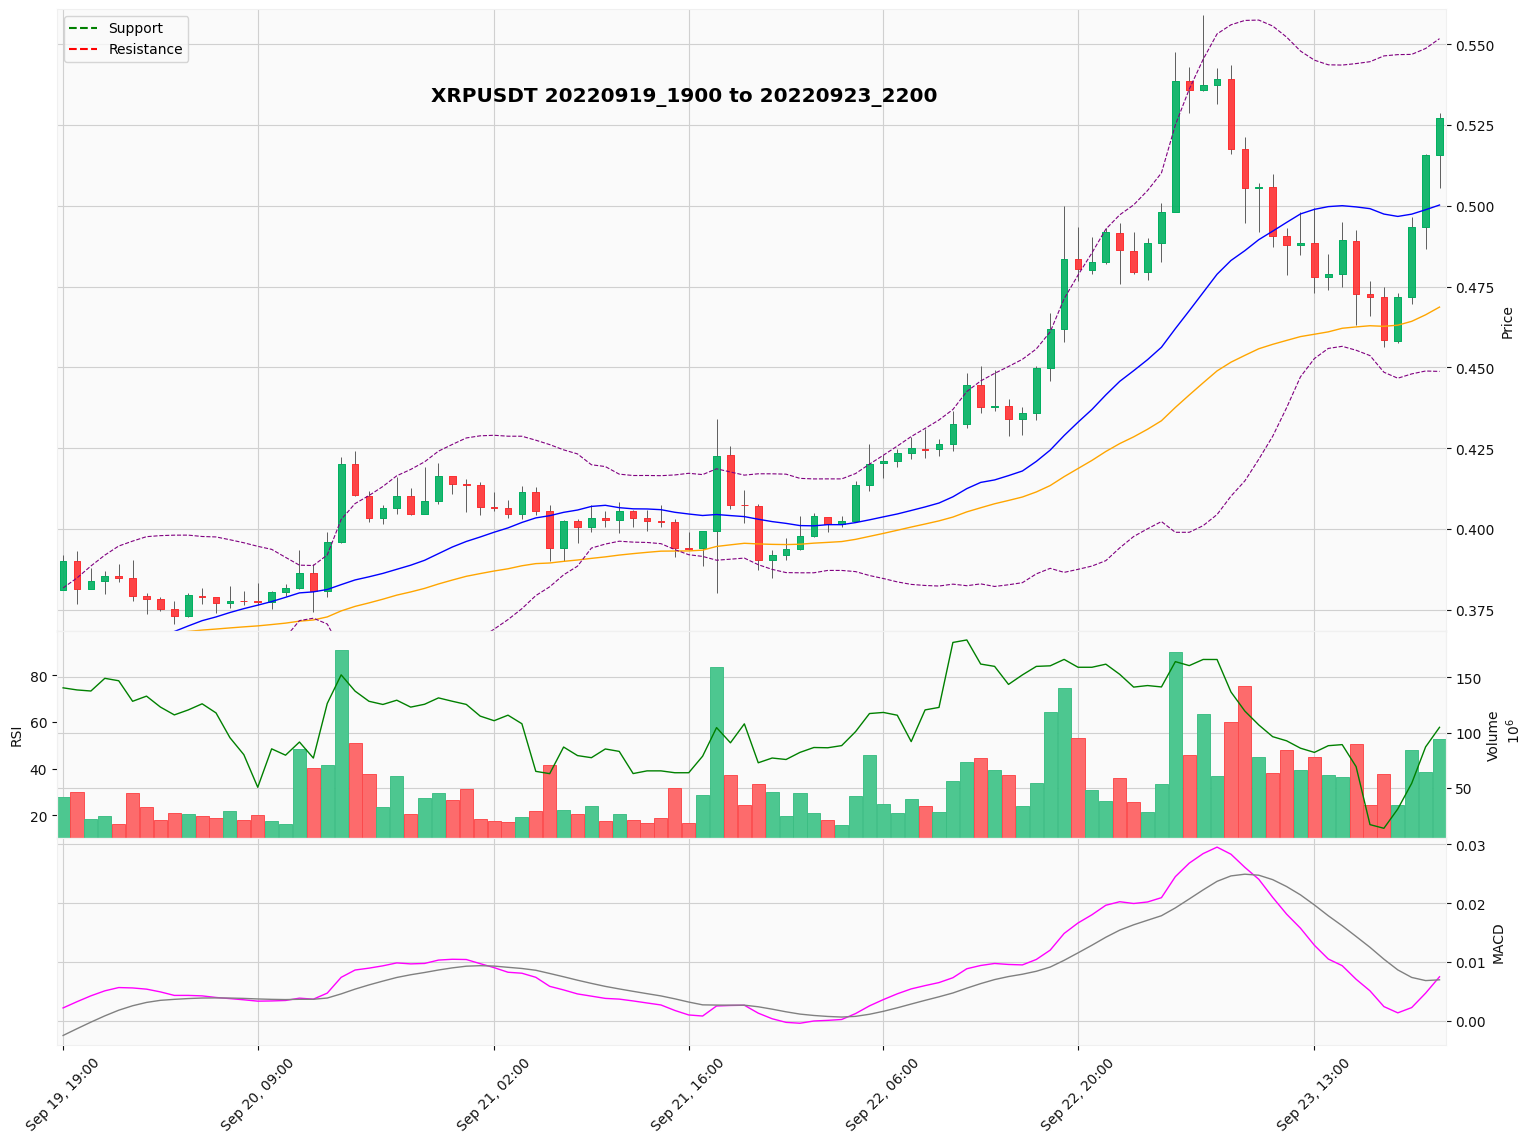 Support
Resistance
XRPUSDT 20220919_1900 to 20220923_2200
0.550
0.525
0.500
0.475
0.450
0.425
0.400
0.375
Price
80
60
40
20
RSI
150
100
50
Volume
10^6
0.03
0.02
0.01
0.00
MACD
Sep 19, 19:00
Sep 20, 09:00
Sep 21, 02:00
Sep 21, 16:00
Sep 22, 06:00
Sep 22, 20:00
Sep 23, 13:00